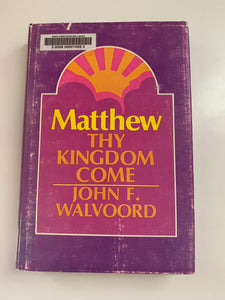 Matthew
THY
KINGDOM
COME
JOHN F.
WALVOORD